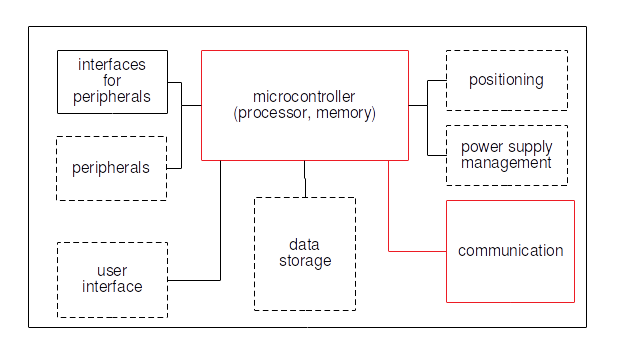 interfaces
for
peripherals
microcontroller
(processor, memory)
positioning
peripherals
power supply
management
user
interface
data
storage
communication